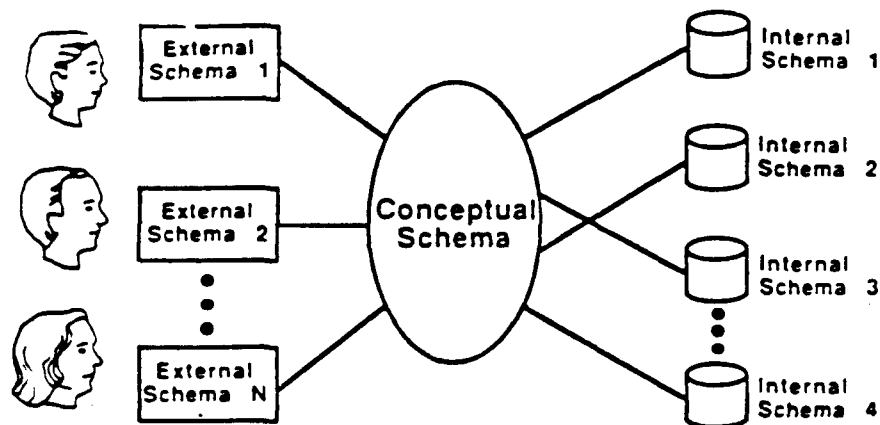 External
Schema 1
External
Schema 2
External
Schema N
Conceptual
Schema
Internal
Schema 1
Internal
Schema 2
Internal
Schema 3
Internal
Schema 4